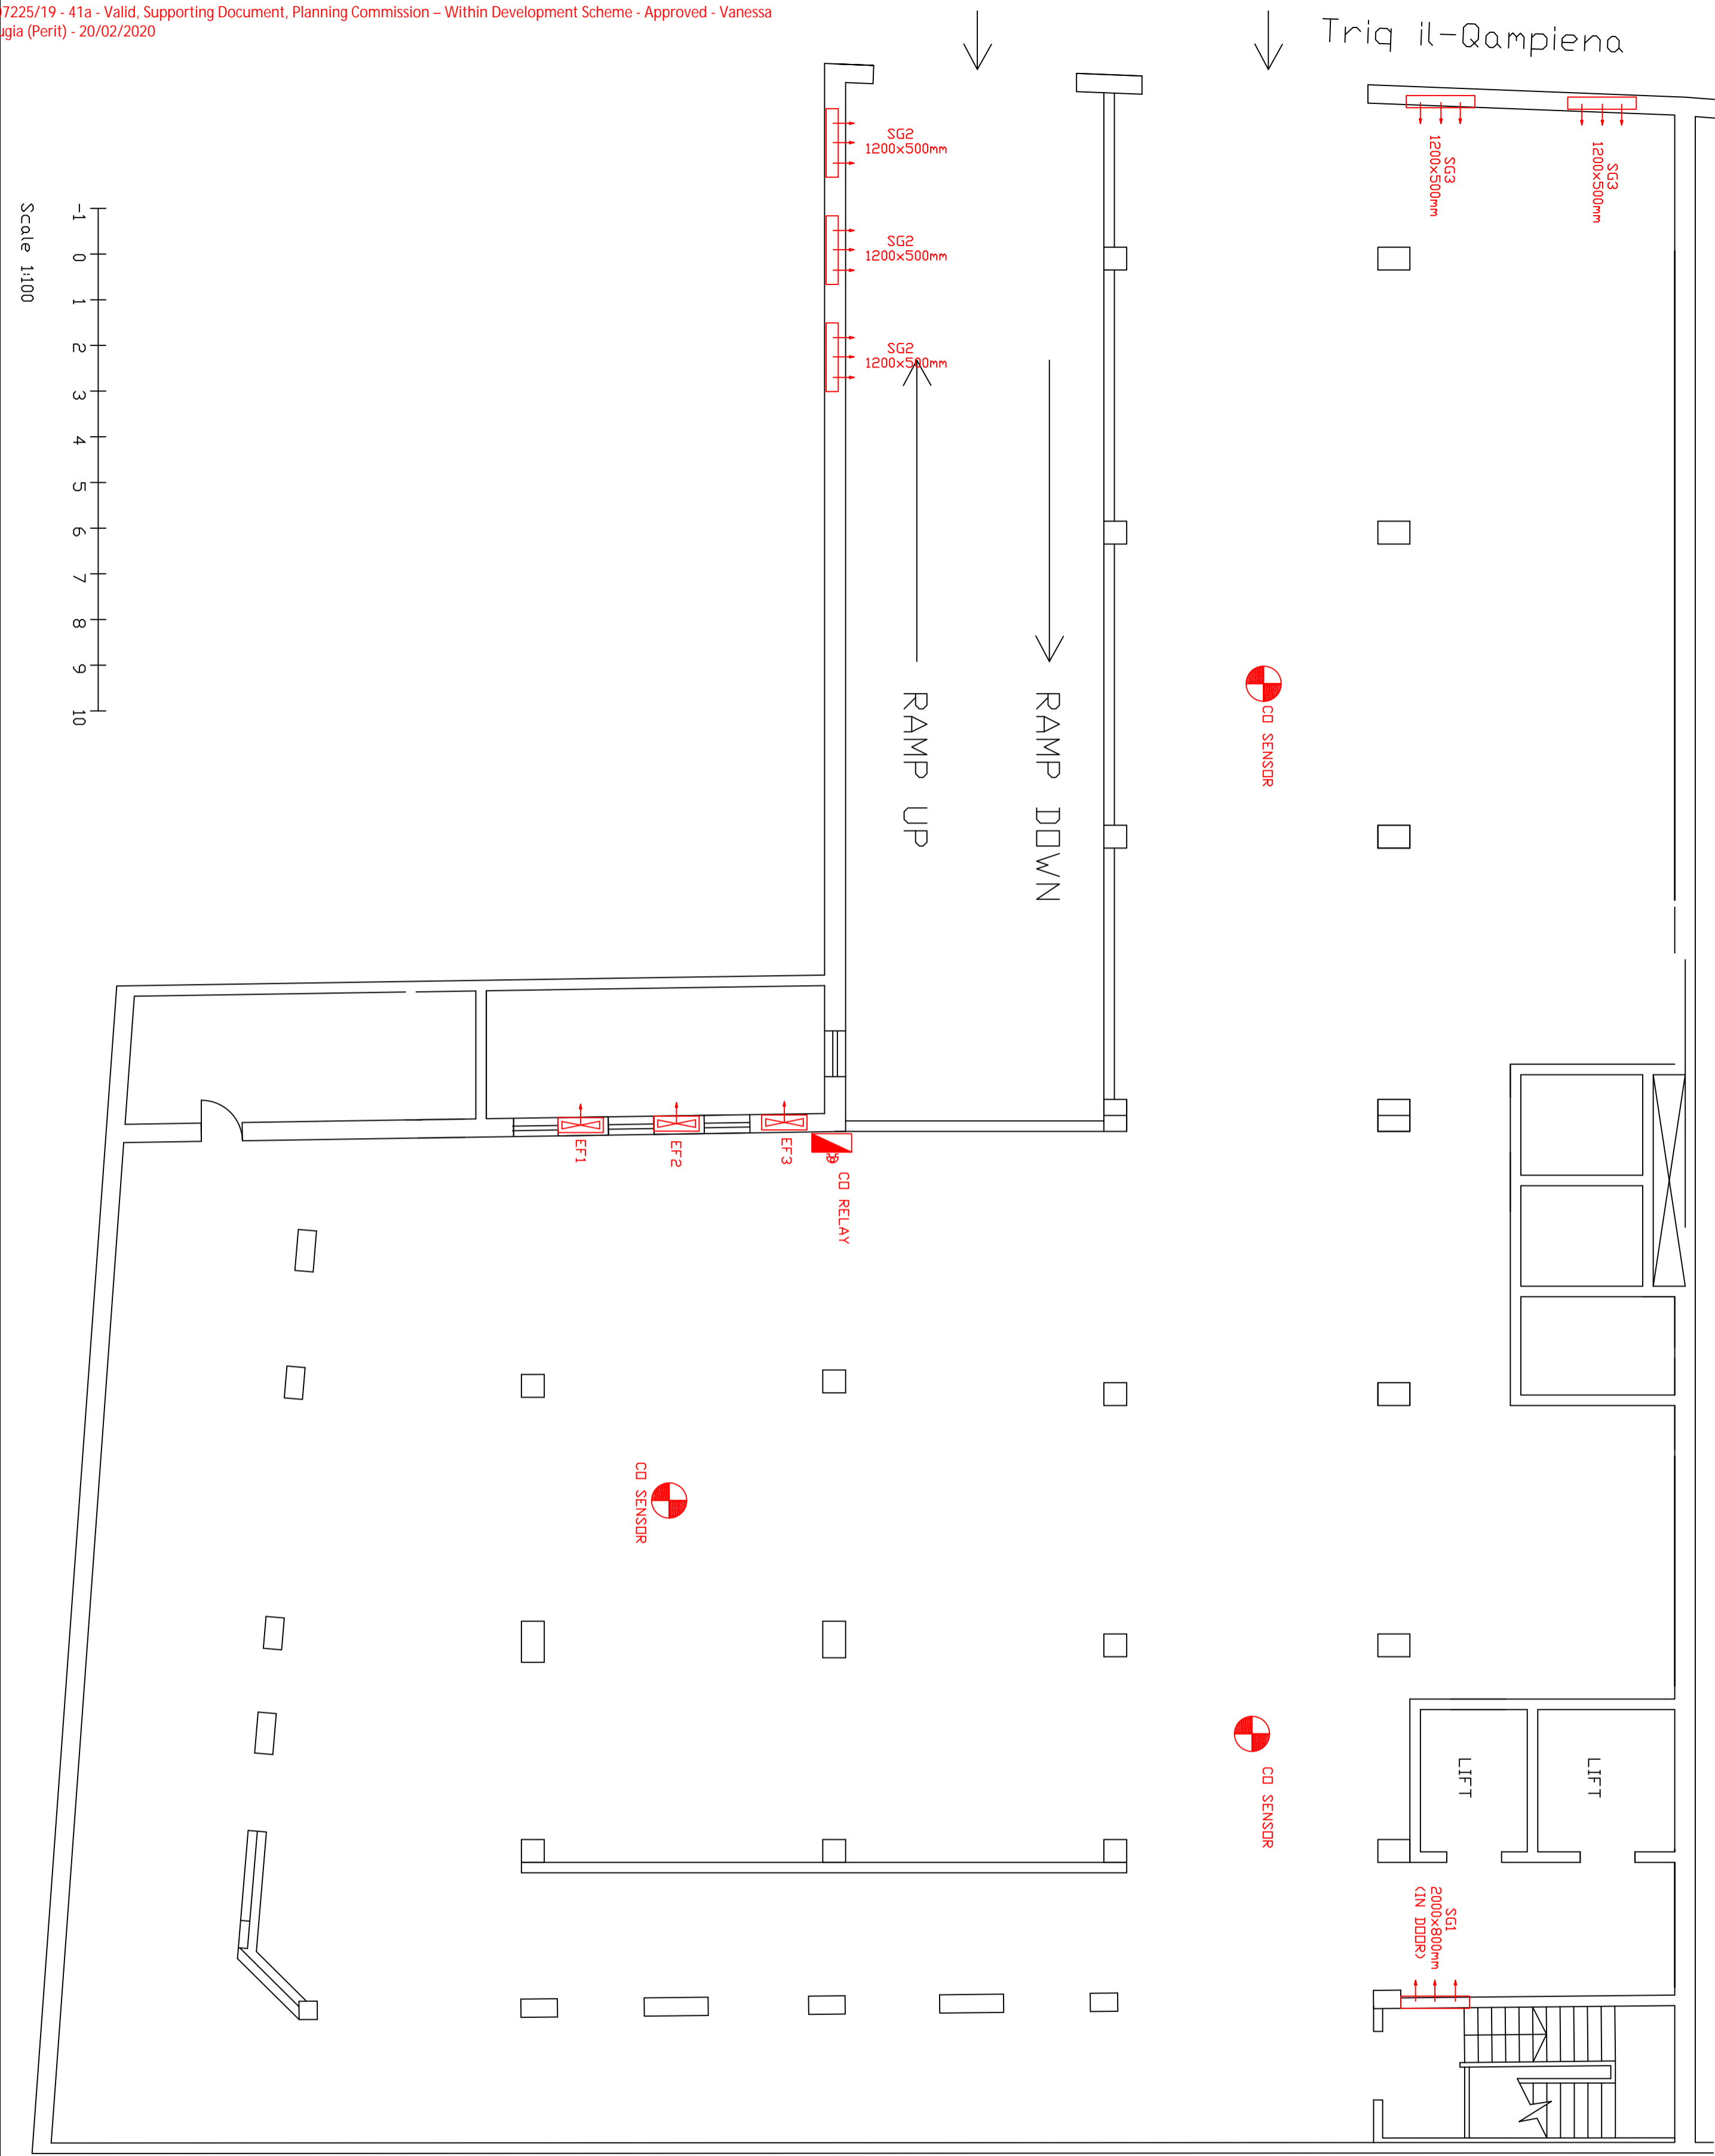 7225/19 - 41a - Valid, Supporting Document, Planning Commission – Within Development Scheme - Approved - Vanessa
ugia (Perit) - 20/02/2020
Triq il-Qampiena
SG2
1200x500mm
SG2
1200x500mm
SG2
1200x500mm
SG3
1200x500mm
SG3
1200x500mm
Scale 1:100
-1 0 1 2 3 4 5 6 7 8 9 10
RAMP UP
RAMP DOWN
CO SENSOR
EF1
EF2
EF3
CO RELAY
CO SENSOR
CO SENSOR
LIFT
LIFT
SG1
2000x800mm
(IN DOOR)